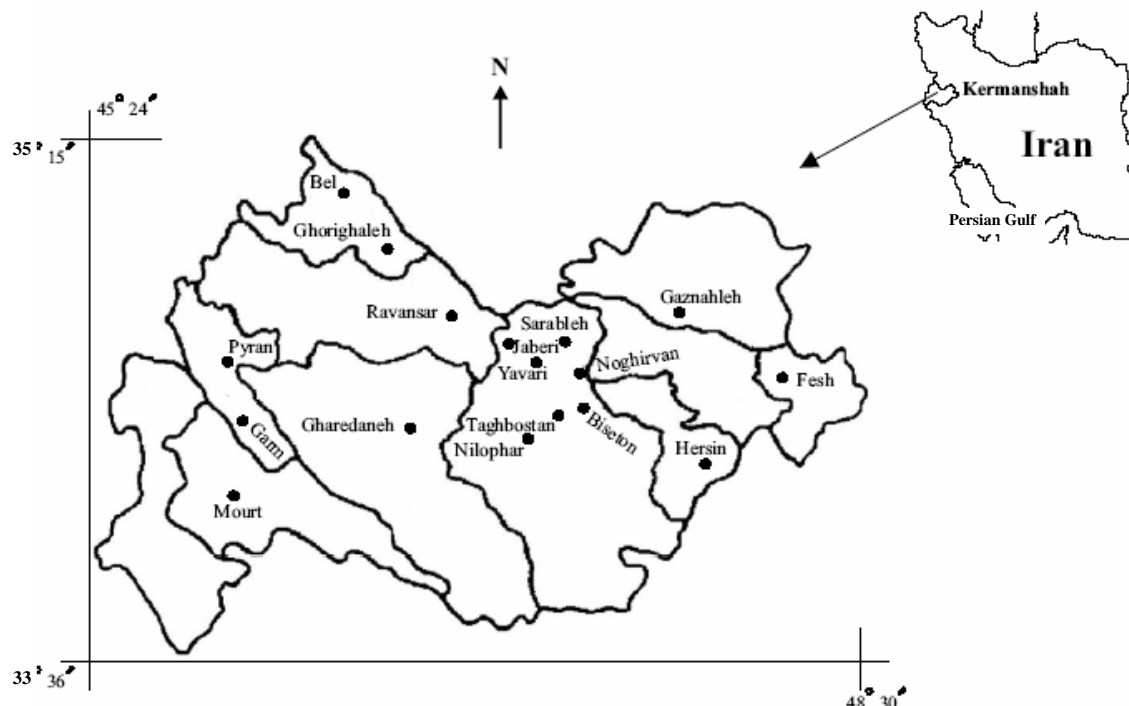 N
45° 24″
35° 15″
Kermanshah
Iran
Persian Gulf
Bel
Ghorighaleh
Ravansar
Gaznahleh
Sarableh
Jaberi
Yavari
Noghirvan
Pyran
Fesh
Garm
Gharedaneh
Taghbostan
Biseton
Nilophar
Hersin
Mourt
33° 36″
48° 30″